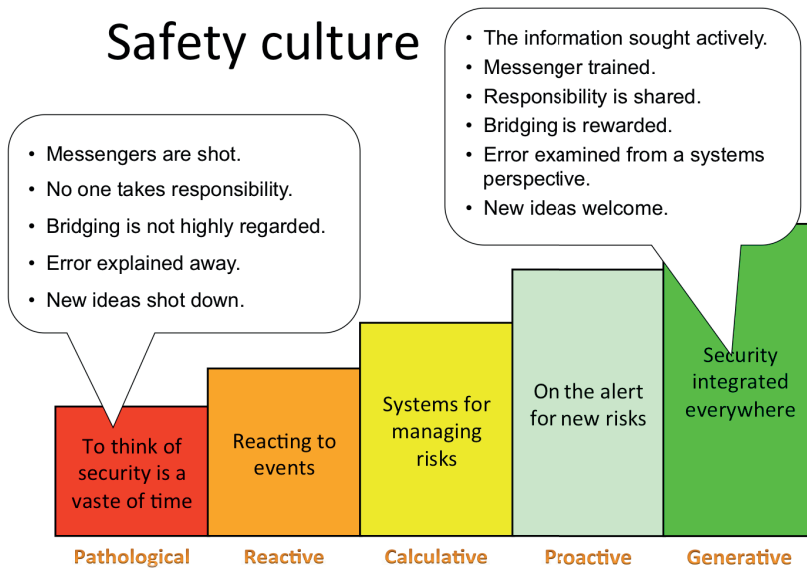 Safety culture
• Messengers are shot.
• No one takes responsibility.
• Bridging is not highly regarded.
• Error explained away.
• New ideas shot down.
• The information sought actively.
• Messenger trained.
• Responsibility is shared.
• Bridging is rewarded.
• Error examined from a systems
perspective.
• New ideas welcome.
To think of
security is a
vaste of time
Reacting to
events
Systems for
managing
risks
On the alert
for new risks
Security
integrated
everywhere
Pathological
Reactive
Calculative
Proactive
Generative